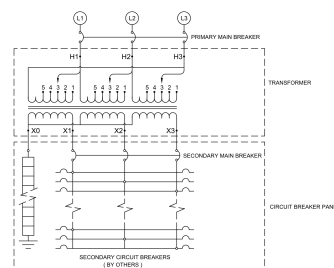 L1 L2 L3
PRIMARY MAIN BREAKER
H1 H2 H3
TRANSFORMER
5 4 3 2 1 5 4 3 2 1 5 4 3 2 1
X0 X1 X2 X3
SECONDARY MAIN BREAKER
CIRCUIT BREAKER PAN
SECONDARY CIRCUIT BREAKERS
( BY OTHERS )